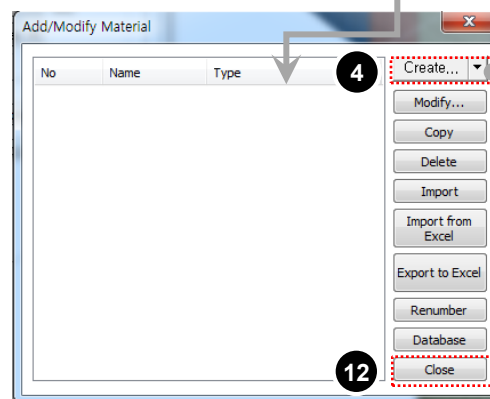 Add/Modify Material
x
No Name Type
4
Create...
Modify...
Copy
Delete
Import
Import from
Excel
Export to Excel
Renumber
Database
12
Close